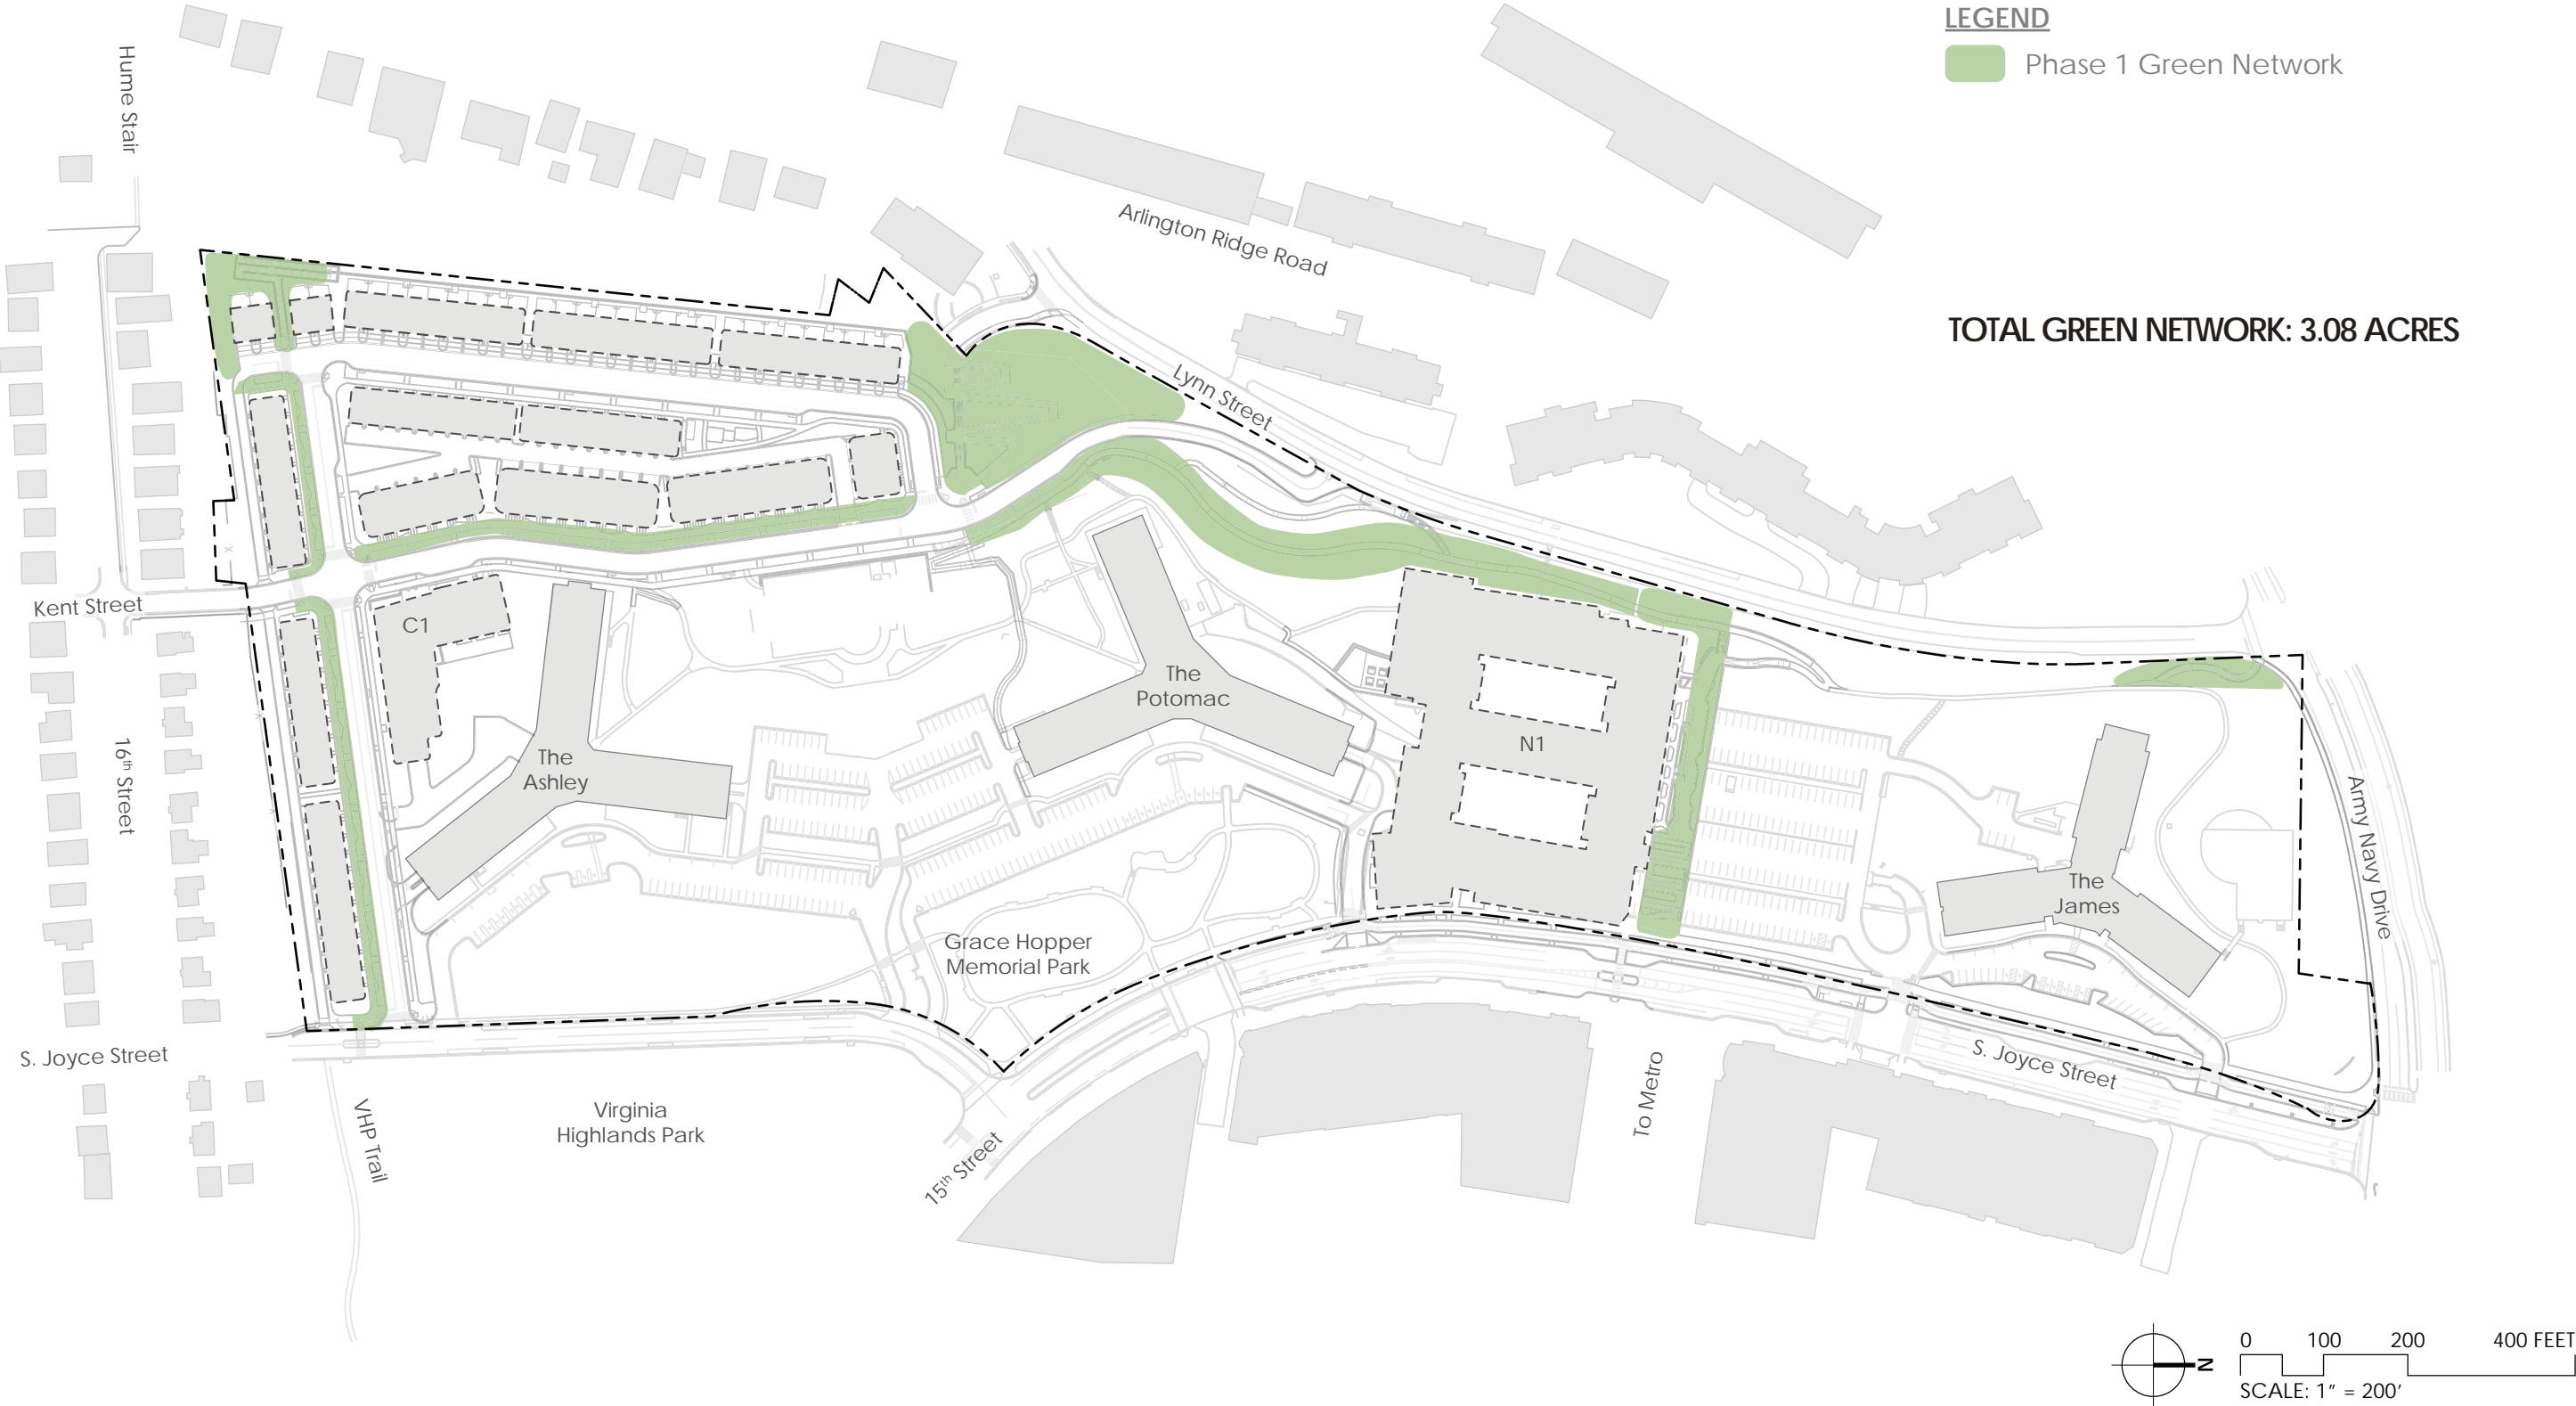 LEGEND
Phase 1 Green Network
Hume Stair
Arlington Ridge Road
TOTAL GREEN NETWORK: 3.08 ACRES
Lynn Street
Kent Street
C1
The
Potomac
The
Ashley
N1
16th Street
Army Navy Drive
The
James
Grace Hopper
Memorial Park
S. Joyce Street
S. Joyce Street
VHP Trail
Virginia
Highlands Park
15th Street
To Metro
N
0 100 200 400 FEET
SCALE: 1" = 200'